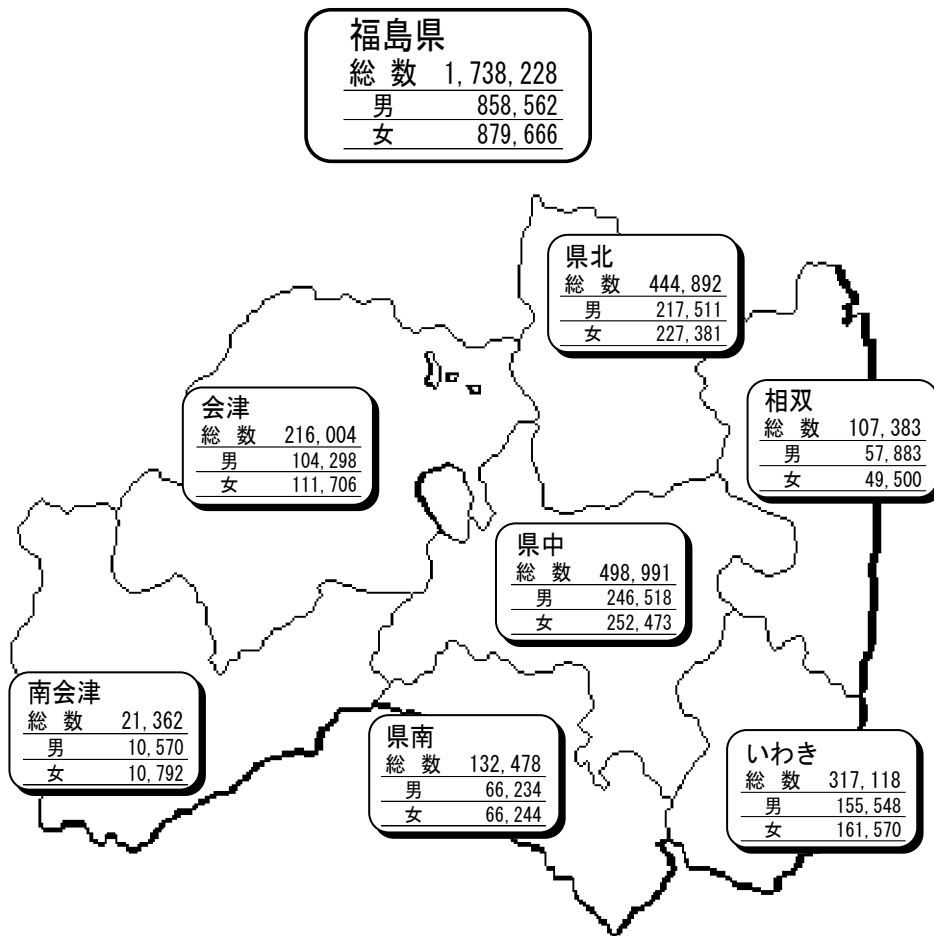 福島県
総 数 1,738,228
男 858,562
女 879,666
県北
総 数 444,892
男 217,511
女 227,381
会津
総 数 216,004
男 104,298
女 111,706
相双
総 数 107,383
男 57,883
女 49,500
県中
総 数 498,991
男 246,518
女 252,473
南会津
総 数 21,362
男 10,570
女 10,792
県南
総 数 132,478
男 66,234
女 66,244
いわき
総 数 317,118
男 155,548
女 161,570